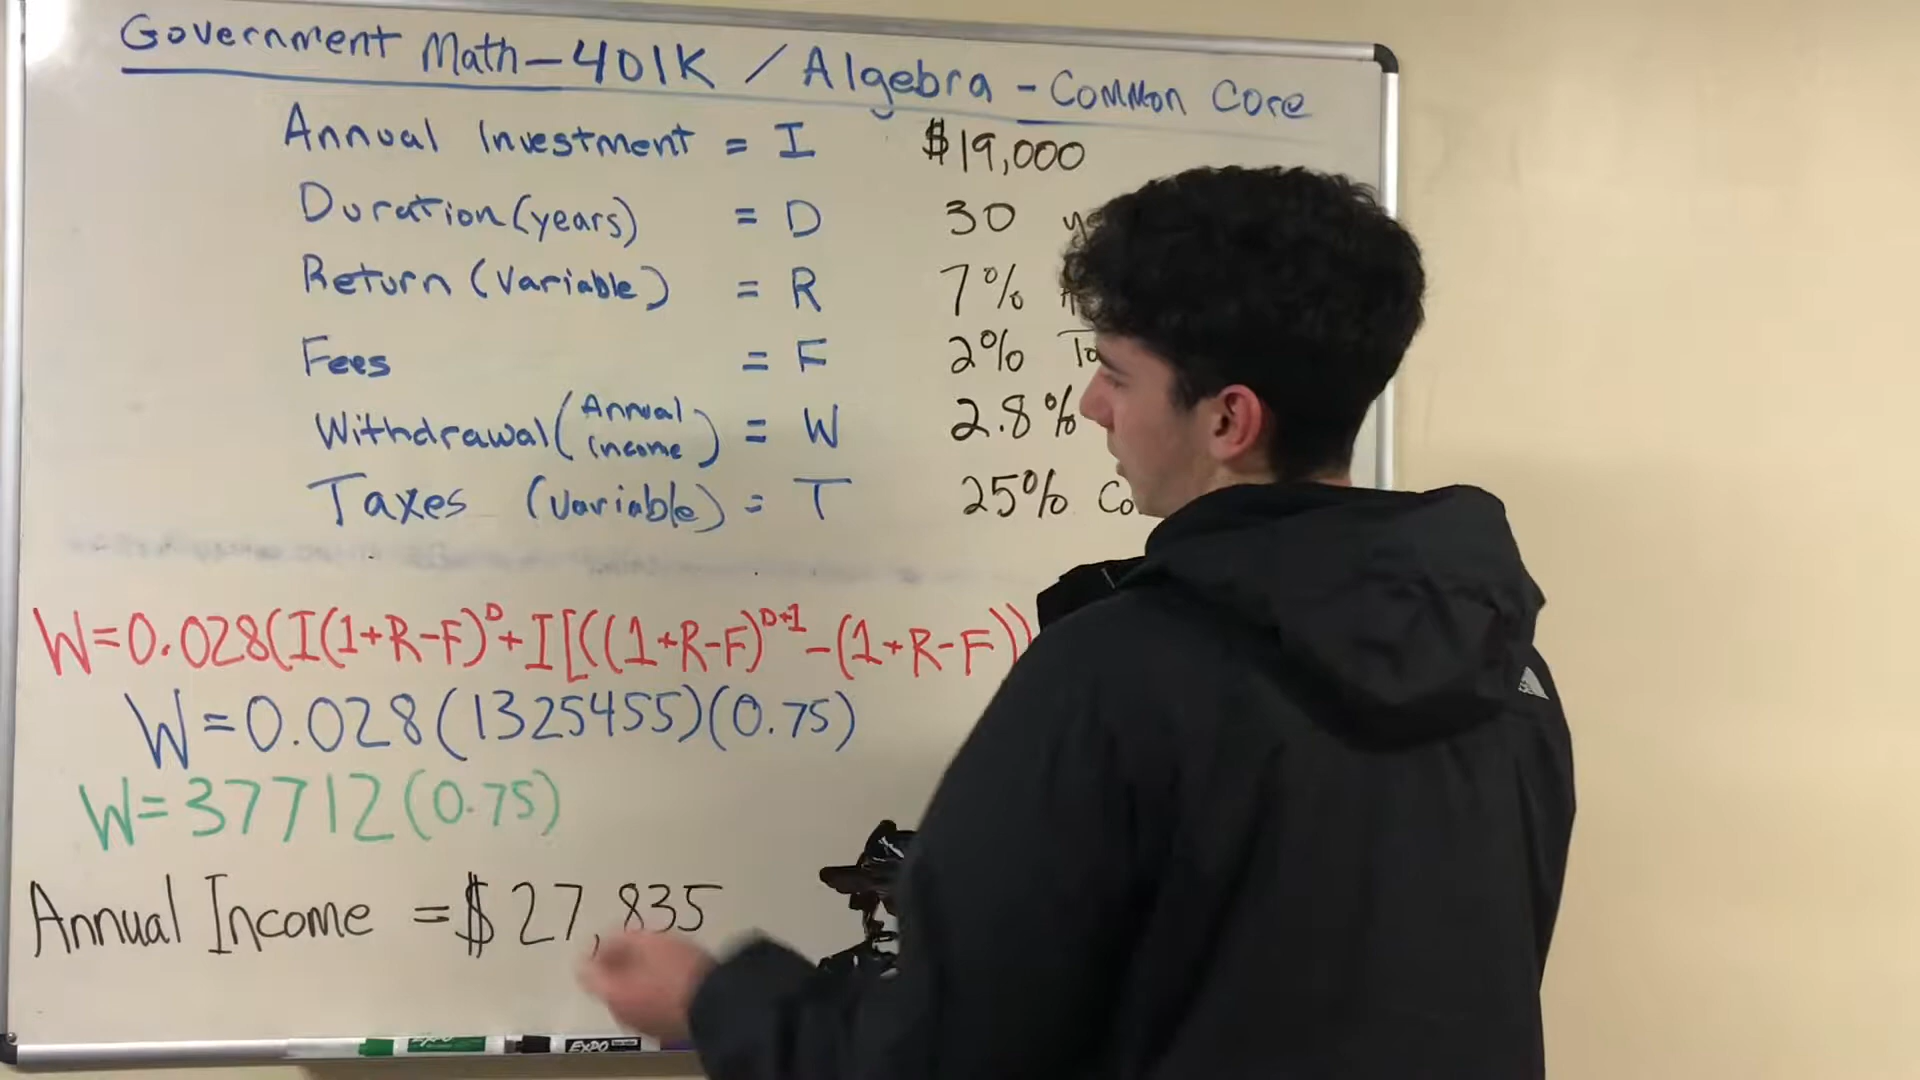 Government Math-401K / Algebra - Common Core
Annual Investment = I $19,000
Duration (years) = D 30
Return (Variable) = R 7%
Fees = F 2%
Withdrawal (Annual Income) = W 2.8%
Taxes (Variable) = T 25%
W=0.028(I(1+R-F)^D+I[((1+R-F)^D+1-(1+R-F))
W=0.028(1325455)(0.75)
W=37712(0.75)
Annual Income =$27,835
EXPO